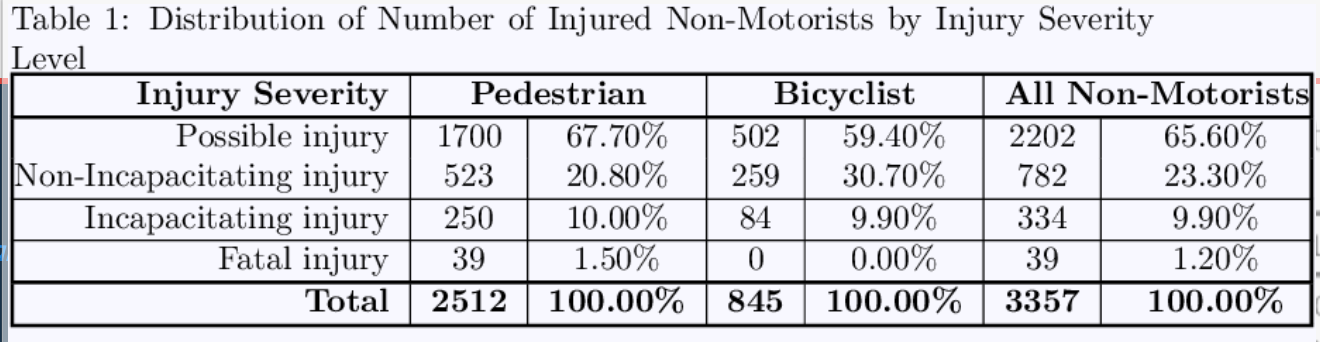 Table 1: Distribution of Number of Injured Non-Motorists by Injury Severity
Level
Injury Severity Pedestrian Bicyclist All Non-Motorists
Possible injury 1700 67.70% 502 59.40% 2202 65.60%
Non-Incapacitating injury 523 20.80% 259 30.70% 782 23.30%
Incapacitating injury 250 10.00% 84 9.90% 334 9.90%
Fatal injury 39 1.50% 0 0.00% 39 1.20%
Total 2512 100.00% 845 100.00% 3357 100.00%